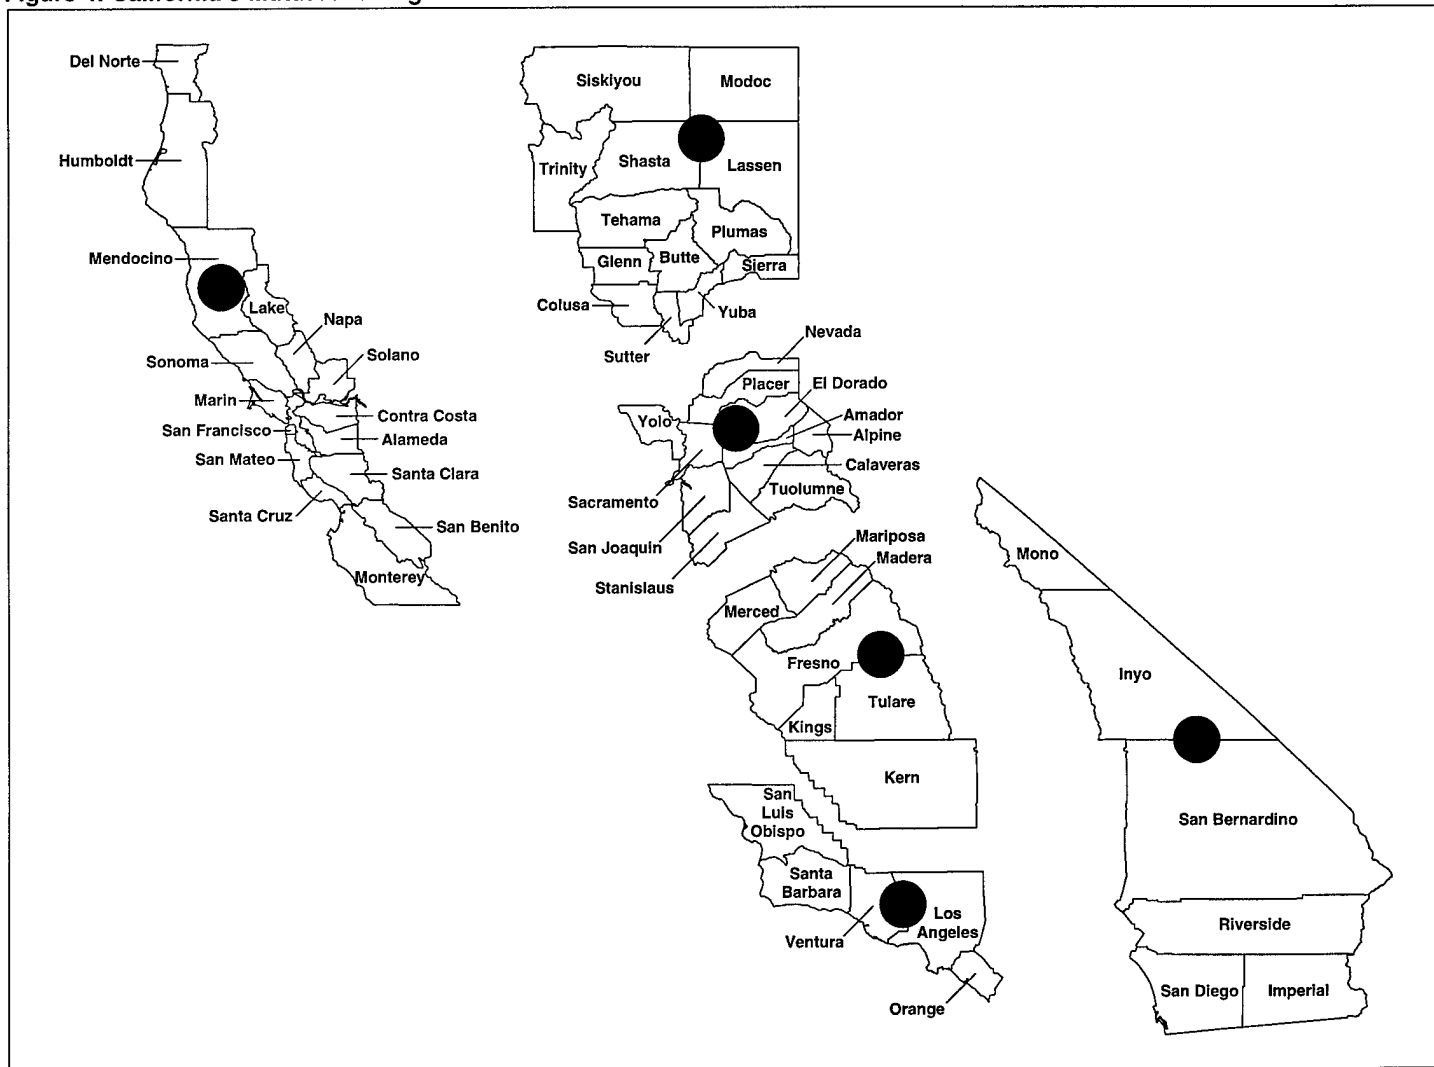 Del Norte
Humboldt
Mendocino
Lake
Napa
Sonoma
Solano
Marin
Contra Costa
San Francisco
Alameda
San Mateo
Santa Clara
Santa Cruz
San Benito
Monterey
Siskiyou
Modoc
Trinity
Shasta
Lassen
Tehama
Plumas
Glenn
Butte
Sierra
Colusa
Yuba
Sutter
Nevada
Placer
El Dorado
Yolo
Amador
Alpine
Calaveras
Sacramento
Tuolumne
San Joaquin
Stanislaus
Mariposa
Madera
Merced
Fresno
Tulare
Kings
Kern
San
Luis
Obispo
Santa
Barbara
Los
Angeles
Ventura
Orange
Mono
Inyo
San Bernardino
Riverside
San Diego
Imperial